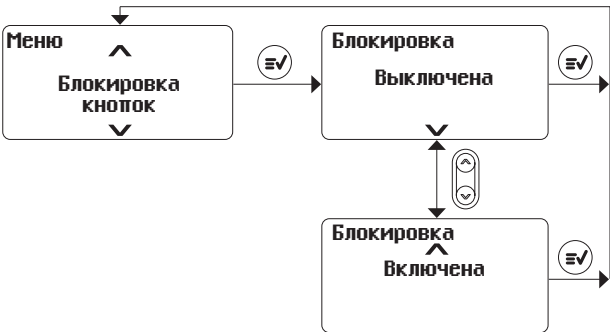 Меню
Блокировка
кнопок
Блокировка
Выключена
Блокировка
Включена